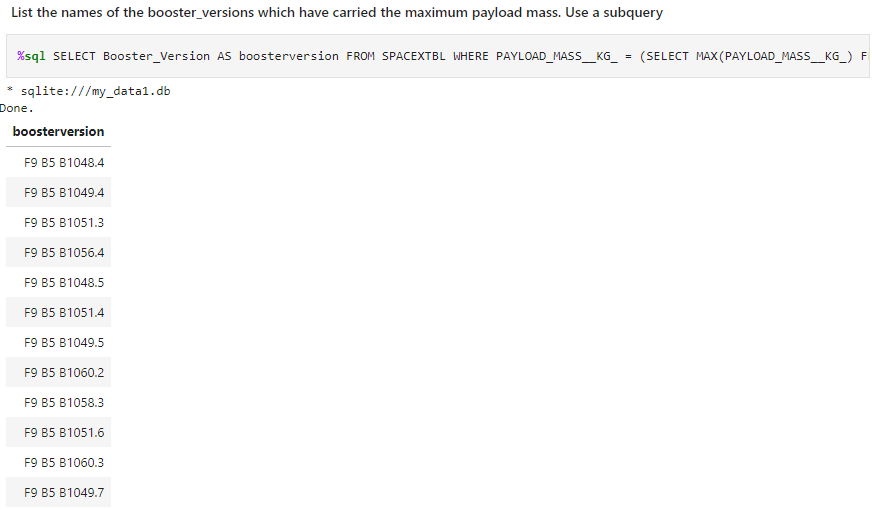 List the names of the booster_versions which have carried the maximum payload mass. Use a subquery
%sql SELECT Booster_Version AS boosterversion FROM SPACEXTBL WHERE PAYLOAD_MASS__KG_ = (SELECT MAX(PAYLOAD_MASS__KG_)
* sqlite:///my_data1.db
Done.
boosterversion
F9 B5 B1048.4
F9 B5 B1049.4
F9 B5 B1051.3
F9 B5 B1056.4
F9 B5 B1048.5
F9 B5 B1051.4
F9 B5 B1049.5
F9 B5 B1060.2
F9 B5 B1058.3
F9 B5 B1051.6
F9 B5 B1060.3
F9 B5 B1049.7